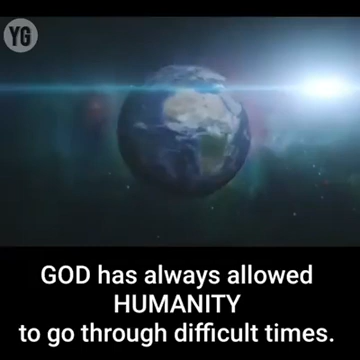 YG
GOD has always allowed
HUMANITY
to go through difficult times.